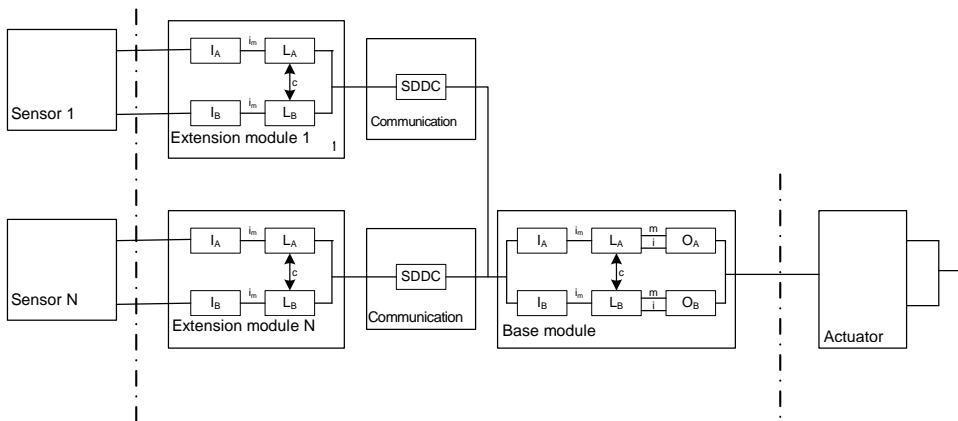 I_A i_m L_A
c
SDDC
Sensor 1
I_B i_m L_B
Communication
Extension module 1
1
I_A i_m L_A
I_A i_m L_A m i O_A
c
SDDC
c
Sensor N
I_B i_m L_B
I_B i_m L_B m i O_B
Communication
Extension module N
Base module
Actuator